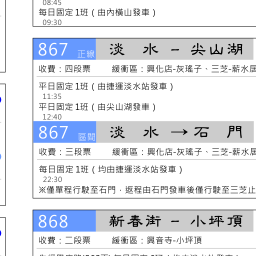 08:45
每日固定 1 班（由內橫山發車）
09:30
867 正線 淡 水 － 尖山湖
收費：四段票 緩衝區：興化店-灰瑤子、三芝-薪水居
平日固定 1 班（由捷運淡水站發車）
11:35
平日固定 1 班（由尖山湖發車）
12:40
867 區間 淡 水 → 石 門
收費：三段票 緩衝區：興化店-灰瑤子、三芝-薪水居
每日固定 1 班（均由捷運淡水站發車）
22:30
※僅單程行駛至石門，返程由石門發車後僅行駛至三芝止
868 新春街 － 小坪頂
收費：二段票 緩衝區：興音寺-小坪頂